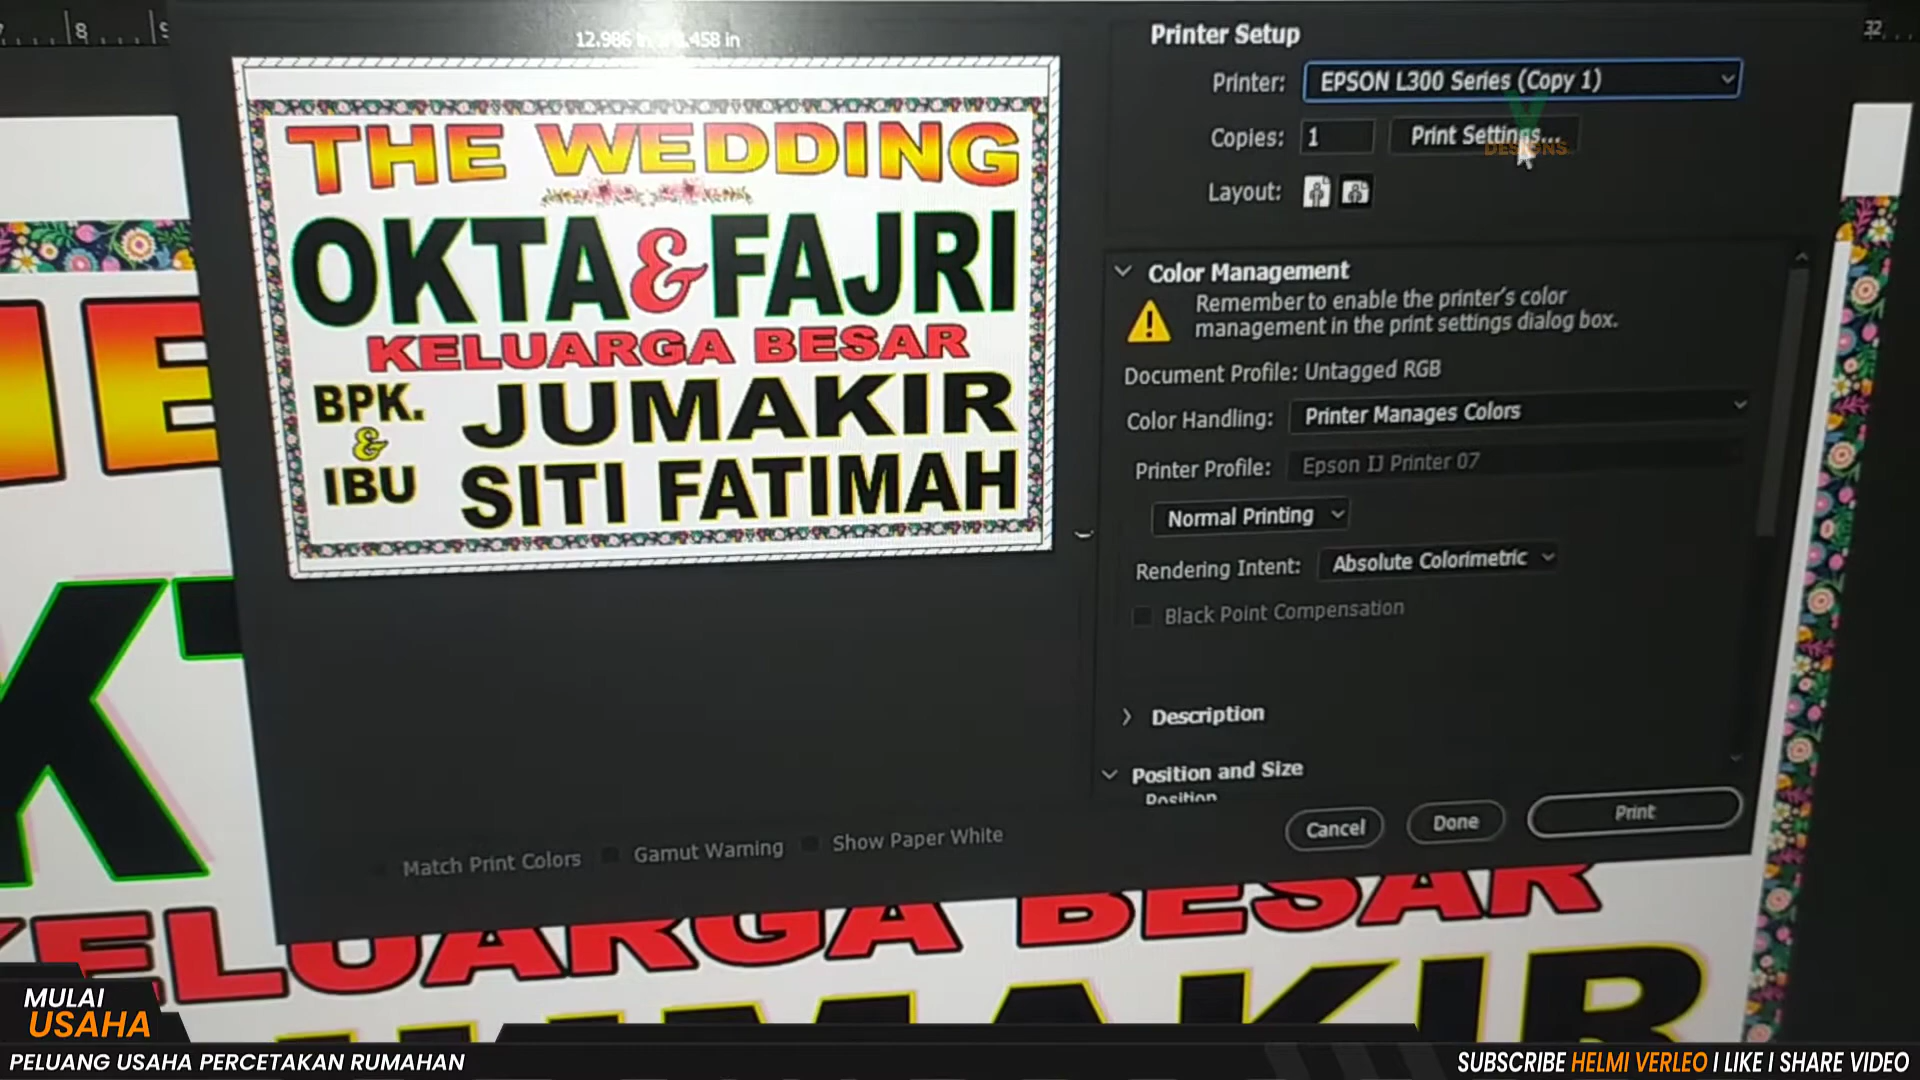 8
32
12.986
.458 in
THE WEDDING
OKTA & FAJRI
KELUARGA BESAR
BPK.
&
IBU
JUMAKIR
SITI FATIMAH
Printer Setup
Printer: EPSON L300 Series (Copy 1)
Copies: 1 Print Settings...
DESIGNS
Layout:
Color Management
Remember to enable the printer's color
management in the print settings dialog box.
Document Profile: Untagged RGB
Color Handling: Printer Manages Colors
Printer Profile: Epson IJ Printer 07
Normal Printing
Rendering Intent: Absolute Colorimetric
Black Point Compensation
Description
Position and Size
Position
Cancel Done Print
Match Print Colors Gamut Warning Show Paper White
KELUARGA BESAR
JUMAKIR
MULAI
USAHA
PELUANG USAHA PERCETAKAN RUMAHAN
SUBSCRIBE HELMI VERLEO I LIKE I SHARE VIDEO